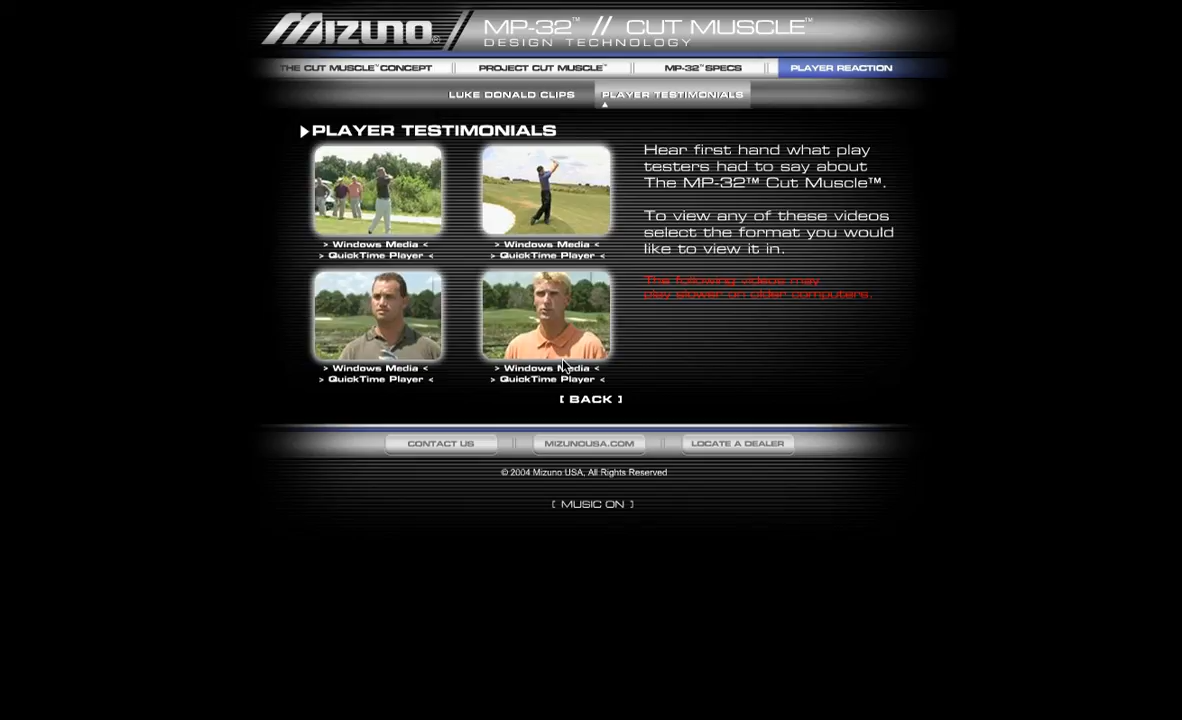 MIZUNO® MP-32™ // CUT MUSCLE™
DESIGN TECHNOLOGY
THE CUT MUSCLE™ CONCEPT
PROJECT CUT MUSCLE™
MP-32™ SPECS
PLAYER REACTION
LUKE DONALD CLIPS
PLAYER TESTIMONIALS
PLAYER TESTIMONIALS
> Windows Media <
> QuickTime Player <
> Windows Media <
> QuickTime Player <
> Windows Media <
> QuickTime Player <
> Windows Media <
> QuickTime Player <
Hear first hand what play
testers had to say about
The MP-32™ Cut Muscle™.
To view any of these videos
select the format you would
like to view it in.
The following videos may
play slower on older computers.
[ BACK ]
CONTACT US
MIZUNOUSA.COM
LOCATE A DEALER
© 2004 Mizuno USA, All Rights Reserved
[ MUSIC ON ]